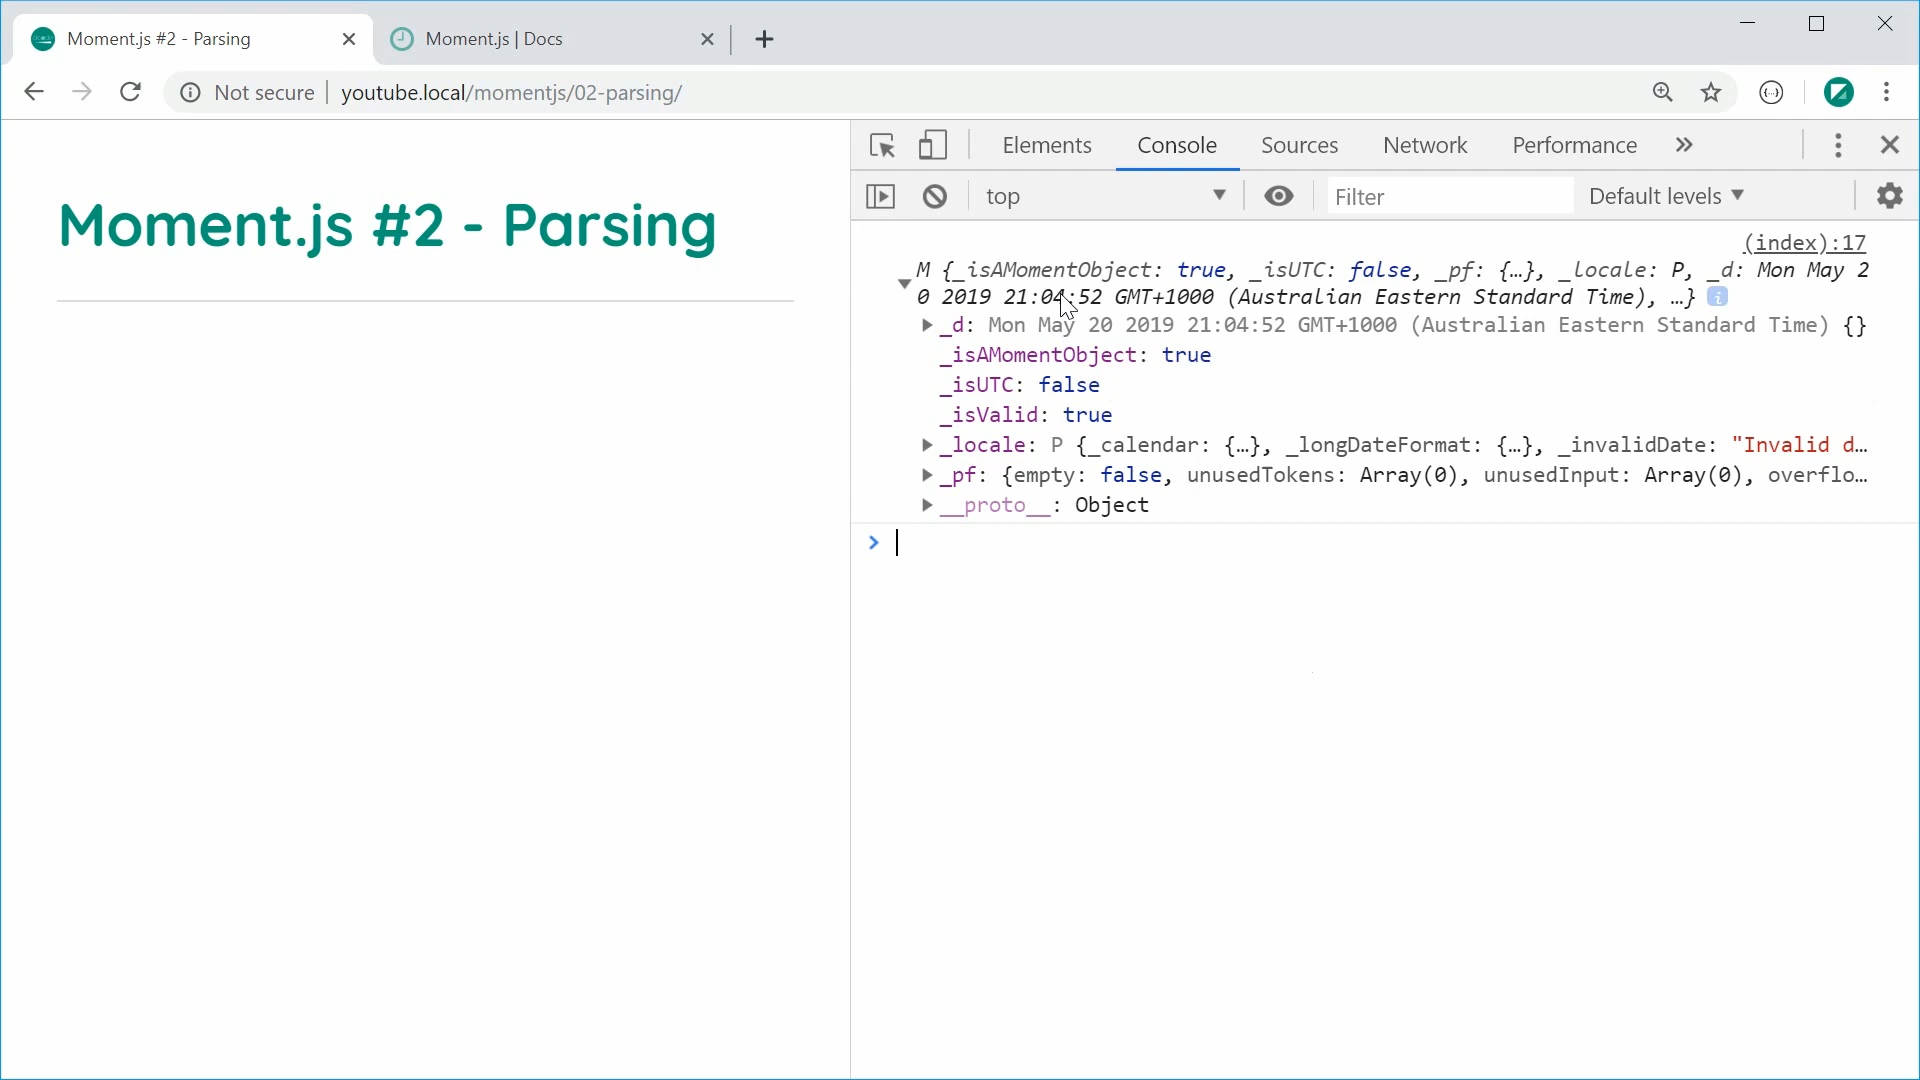 Moment.js #2 - Parsing
Moment.js | Docs
Not secure | youtube.local/momentjs/02-parsing/
Moment.js #2 - Parsing
Elements Console Sources Network Performance
top Filter Default levels
(index):17
M {_isAMomentObject: true, _isUTC: false, _pf: {…}, _locale: P, _d: Mon May 2
0 2019 21:04:52 GMT+1000 (Australian Eastern Standard Time), …} i
_d: Mon May 20 2019 21:04:52 GMT+1000 (Australian Eastern Standard Time) {}
_isAMomentObject: true
_isUTC: false
_isValid: true
_locale: P {_calendar: {…}, _longDateFormat: {…}, _invalidDate: "Invalid d…
_pf: {empty: false, unusedTokens: Array(0), unusedInput: Array(0), overflo…
__proto__: Object